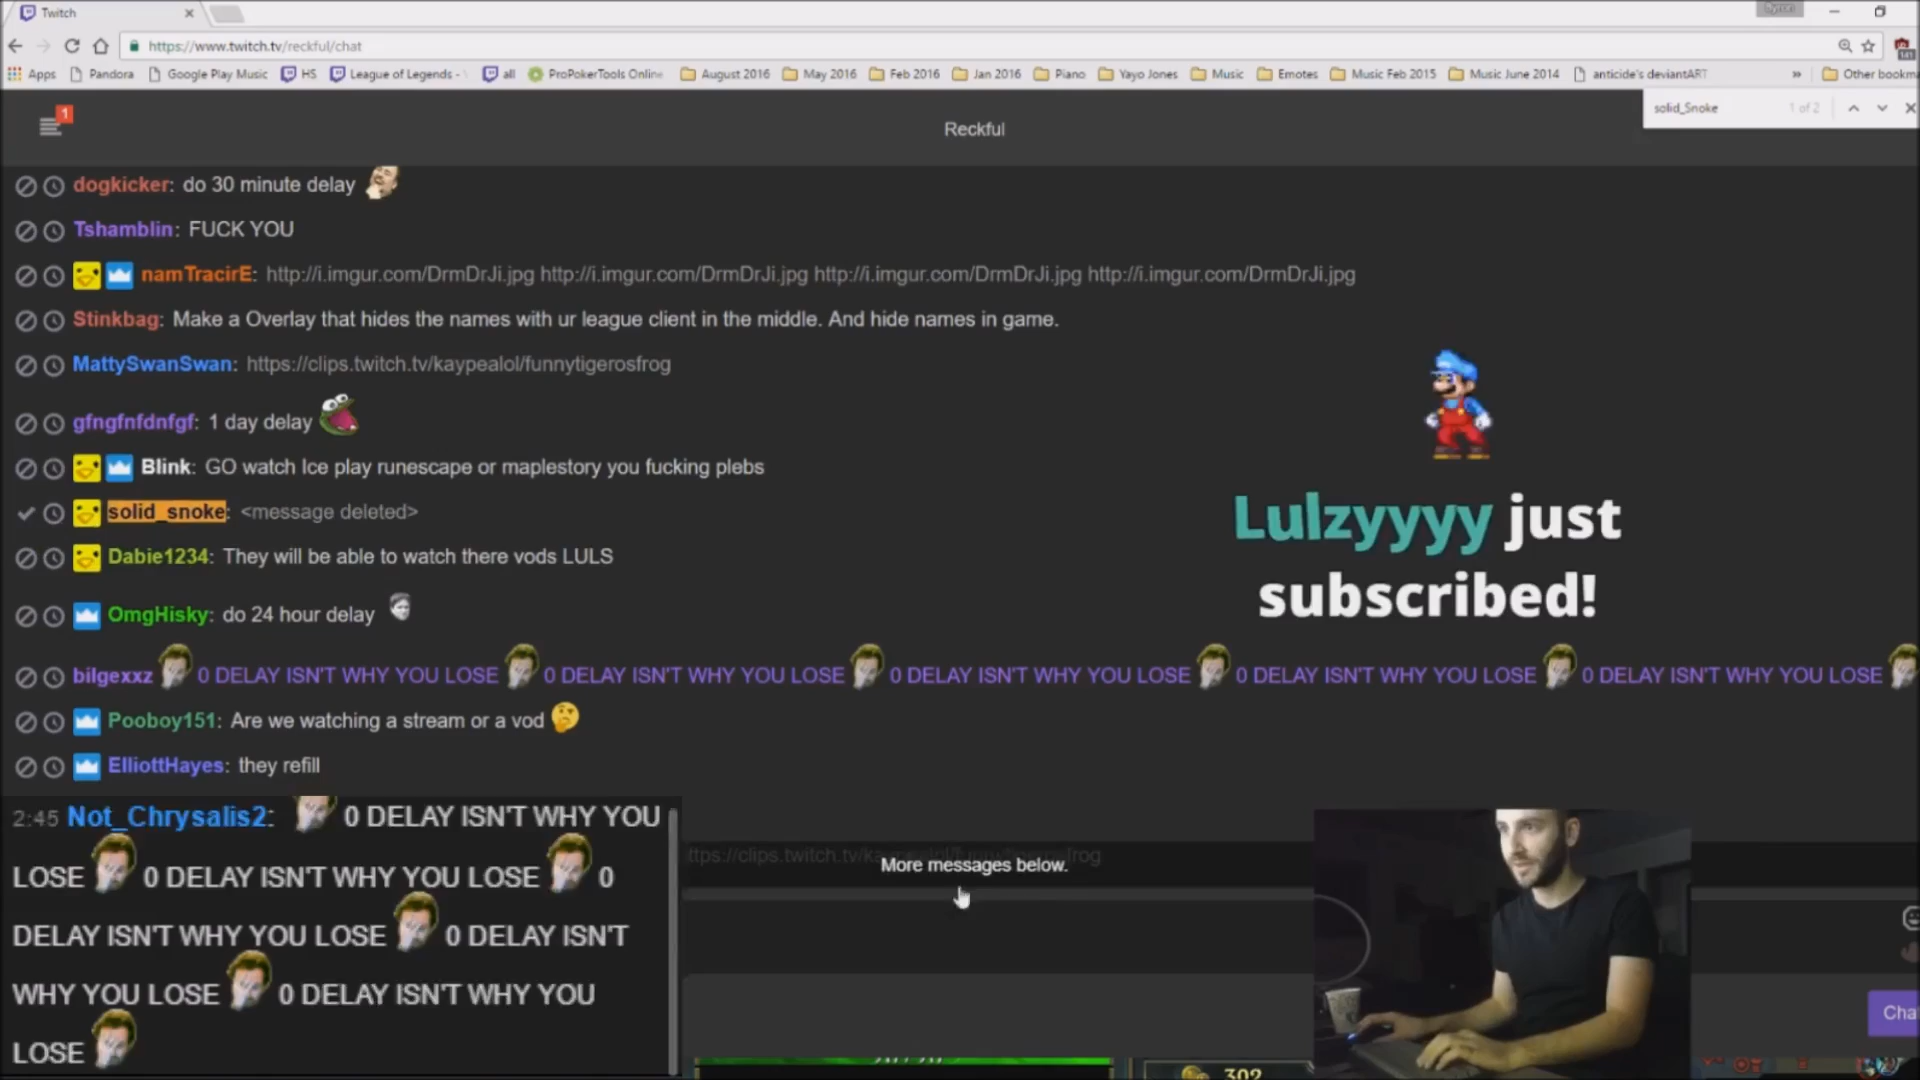 Twitch
Byron
https://www.twitch.tv/reckful/chat
Apps Pandora Google Play Music HS League of Legends - all ProPokerTools Online August 2016 May 2016 Feb 2016 Jan 2016 Piano Yayo Jones Music Emotes Music Feb 2015 Music June 2014 anticide's deviantART » Other bookma
solid_Snoke 1 of 2
1
Reckful
dogkicker: do 30 minute delay
Tshamblin: FUCK YOU
namTracirE: http://i.imgur.com/DrmDrJi.jpg http://i.imgur.com/DrmDrJi.jpg http://i.imgur.com/DrmDrJi.jpg http://i.imgur.com/DrmDrJi.jpg
Stinkbag: Make a Overlay that hides the names with ur league client in the middle. And hide names in game.
MattySwanSwan: https://clips.twitch.tv/kaypealol/funnytigerosfrog
gfngfnfdnfgf: 1 day delay
Blink: GO watch Ice play runescape or maplestory you fucking plebs
solid_snoke: <message deleted>
Dabie1234: They will be able to watch there vods LULS
OmgHisky: do 24 hour delay
bilgexxz 0 DELAY ISN'T WHY YOU LOSE 0 DELAY ISN'T WHY YOU LOSE 0 DELAY ISN'T WHY YOU LOSE 0 DELAY ISN'T WHY YOU LOSE 0 DELAY ISN'T WHY YOU LOSE
Pooboy151: Are we watching a stream or a vod
ElliottHayes: they refill
Lulzyyyy just
subscribed!
2:45 Not_Chrysalis2: 0 DELAY ISN'T WHY YOU
LOSE 0 DELAY ISN'T WHY YOU LOSE 0
DELAY ISN'T WHY YOU LOSE 0 DELAY ISN'T
WHY YOU LOSE 0 DELAY ISN'T WHY YOU
LOSE
More messages below.
Cha
302